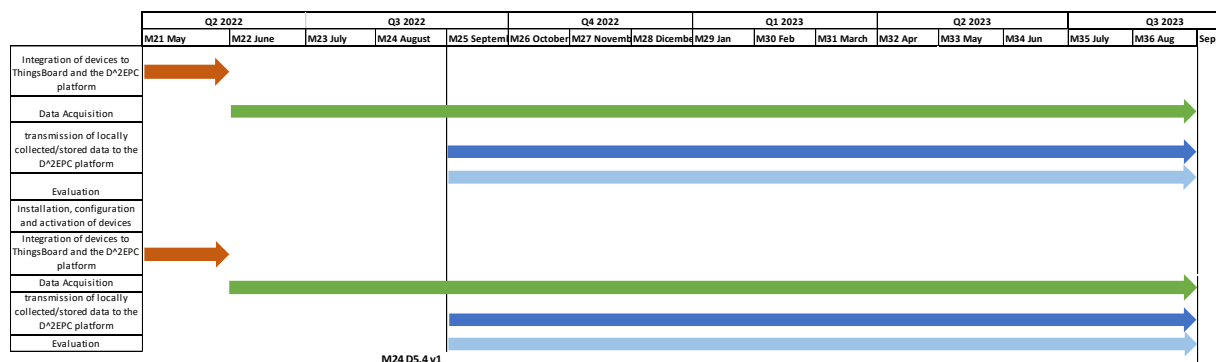 Q2 2022 Q3 2022 Q4 2022 Q1 2023 Q2 2023 Q3 2023
M21 May M22 June M23 July M24 August M25 Septemb M26 October M27 Novemb M28 Dicembe M29 Jan M30 Feb M31 March M32 Apr M33 May M34 Jun M35 July M36 Aug Sep
Integration of devices to
ThingsBoard and the D^2EPC
platform
Data Acquisition
transmission of locally
collected/stored data to the
D^2EPC platform
Evaluation
Installation, configuration
and activation of devices
Integration of devices to
ThingsBoard and the D^2EPC
platform
Data Acquisition
transmission of locally
collected/stored data to the
D^2EPC platform
Evaluation
M24 D5.4 v1